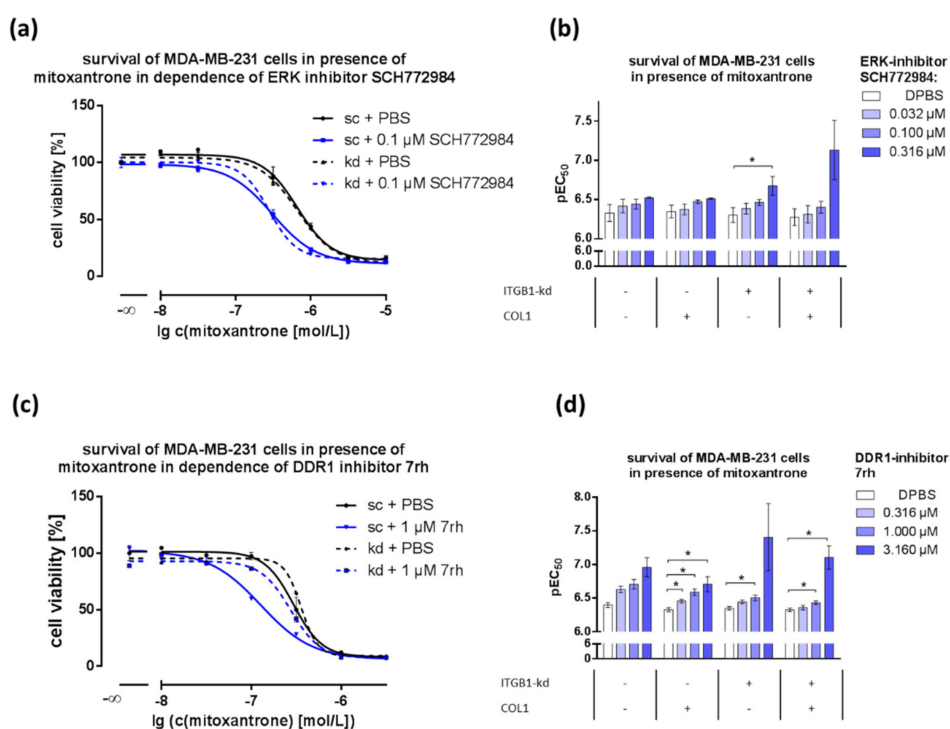 (a)
survival of MDA-MB-231 cells in presence of
mitoxantrone in dependence of ERK inhibitor SCH772984
150
100
50
0
cell viability [%]
sc + PBS
sc + 0.1 µM SCH772984
kd + PBS
kd + 0.1 µM SCH772984
-∞
-8
-7
-6
-5
lg c(mitoxantrone [mol/L])
(b)
survival of MDA-MB-231 cells
in presence of mitoxantrone
ERK-inhibitor
SCH772984:
DPBS
0.032 µM
0.100 µM
0.316 µM
7.5
7.0
6.5
6.0
6.0
0.0
pEC50
*
ITGB1-kd - - + +
COL1 - + - +
(c)
survival of MDA-MB-231 cells in presence of
mitoxantrone in dependence of DDR1 inhibitor 7rh
150
100
50
0
cell viability [%]
sc + PBS
sc + 1 µM 7rh
kd + PBS
kd + 1 µM 7rh
-∞
-8
-7
-6
lg (c(mitoxantrone) [mol/L])
(d)
survival of MDA-MB-231 cells
in presence of mitoxantrone
DDR1-inhibitor
7rh
DPBS
0.316 µM
1.000 µM
3.160 µM
8.0
7.5
7.0
6.5
6.0
6
0
pEC50
*
*
*
*
*
ITGB1-kd - - + +
COL1 - + - +